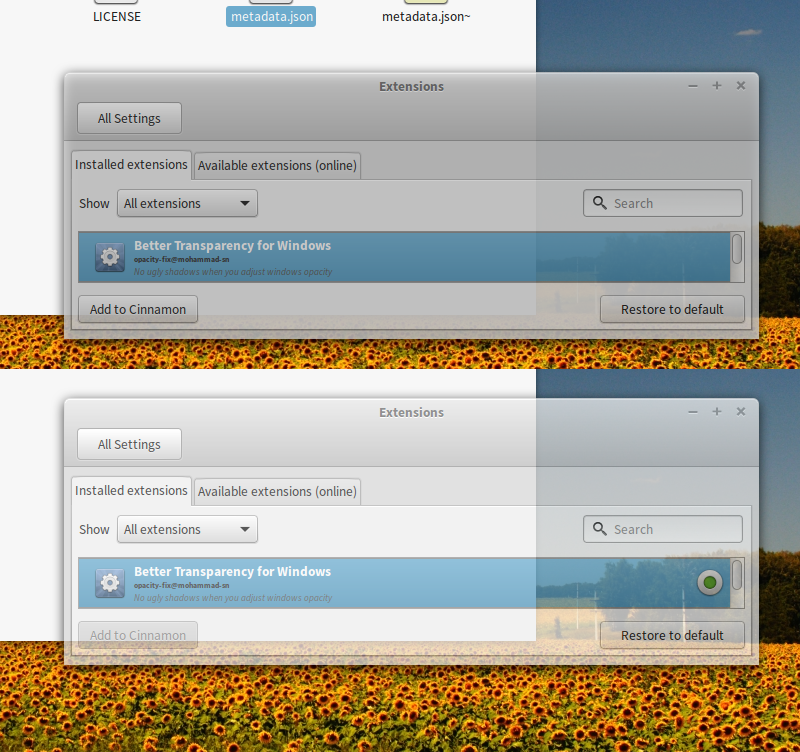 LICENSE metadata.json metadata.json~
Extensions
All Settings
Installed extensions Available extensions (online)
Show All extensions Search
Better Transparency for Windows
opacity-fix@mohammad-sn
No ugly shadows when you adjust windows opacity
Add to Cinnamon Restore to default
Extensions
All Settings
Installed extensions Available extensions (online)
Show All extensions Search
Better Transparency for Windows
opacity-fix@mohammad-sn
No ugly shadows when you adjust windows opacity
Add to Cinnamon Restore to default